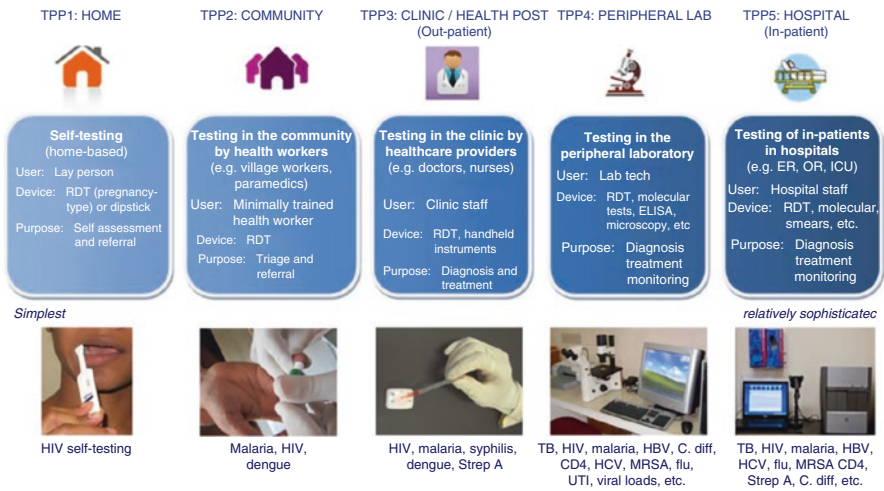 TPP1: HOME
TPP2: COMMUNITY
TPP3: CLINIC / HEALTH POST
(Out-patient)
TPP4: PERIPHERAL LAB
TPP5: HOSPITAL
(In-patient)
Self-testing
(home-based)
User: Lay person
Device: RDT (pregnancy-
type) or dipstick
Purpose: Self assessment
and referral
Testing in the community
by health workers
(e.g. village workers,
paramedics)
User: Minimally trained
health worker
Device: RDT
Purpose: Triage and
referral
Testing in the clinic by
healthcare providers
(e.g. doctors, nurses)
User: Clinic staff
Device: RDT, handheld
instruments
Purpose: Diagnosis and
treatment
Testing in the
peripheral laboratory
User: Lab tech
Device: RDT, molecular
tests, ELISA,
microscopy, etc
Purpose: Diagnosis
treatment
monitoring
Testing of in-patients
in hospitals
(e.g. ER, OR, ICU)
User: Hospital staff
Device: RDT, molecular,
smears, etc.
Purpose: Diagnosis
treatment
monitoring
Simplest
relatively sophisticatec
HIV self-testing
Malaria, HIV,
dengue
HIV, malaria, syphilis,
dengue, Strep A
TB, HIV, malaria, HBV, C. diff,
CD4, HCV, MRSA, flu,
UTI, viral loads, etc.
TB, HIV, malaria, HBV,
HCV, flu, MRSA CD4,
Strep A, C. diff, etc.